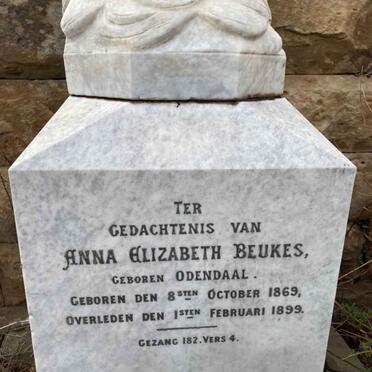 TER
GEDACHTENIS VAN
ANNA ELIZABETH BEUKES,
GEBOREN ODENDAAL.
GEBOREN DEN 8STEN OCTOBER 1869,
OVERLEDEN DEN 1STEN FEBRUARI 1899.
GEZANG 182. VERS 4.